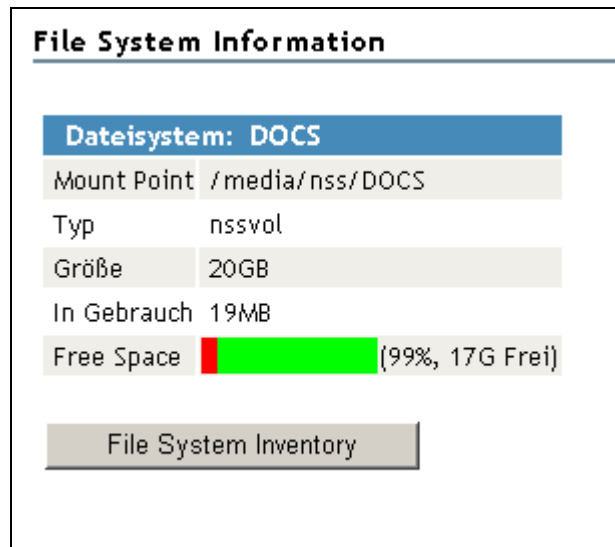 File System Information
Dateisystem: DOCS
Mount Point /media/nss/DOCS
Typ nssvol
Größe 20GB
In Gebrauch 19MB
Free Space (99%, 17G Frei)
File System Inventory